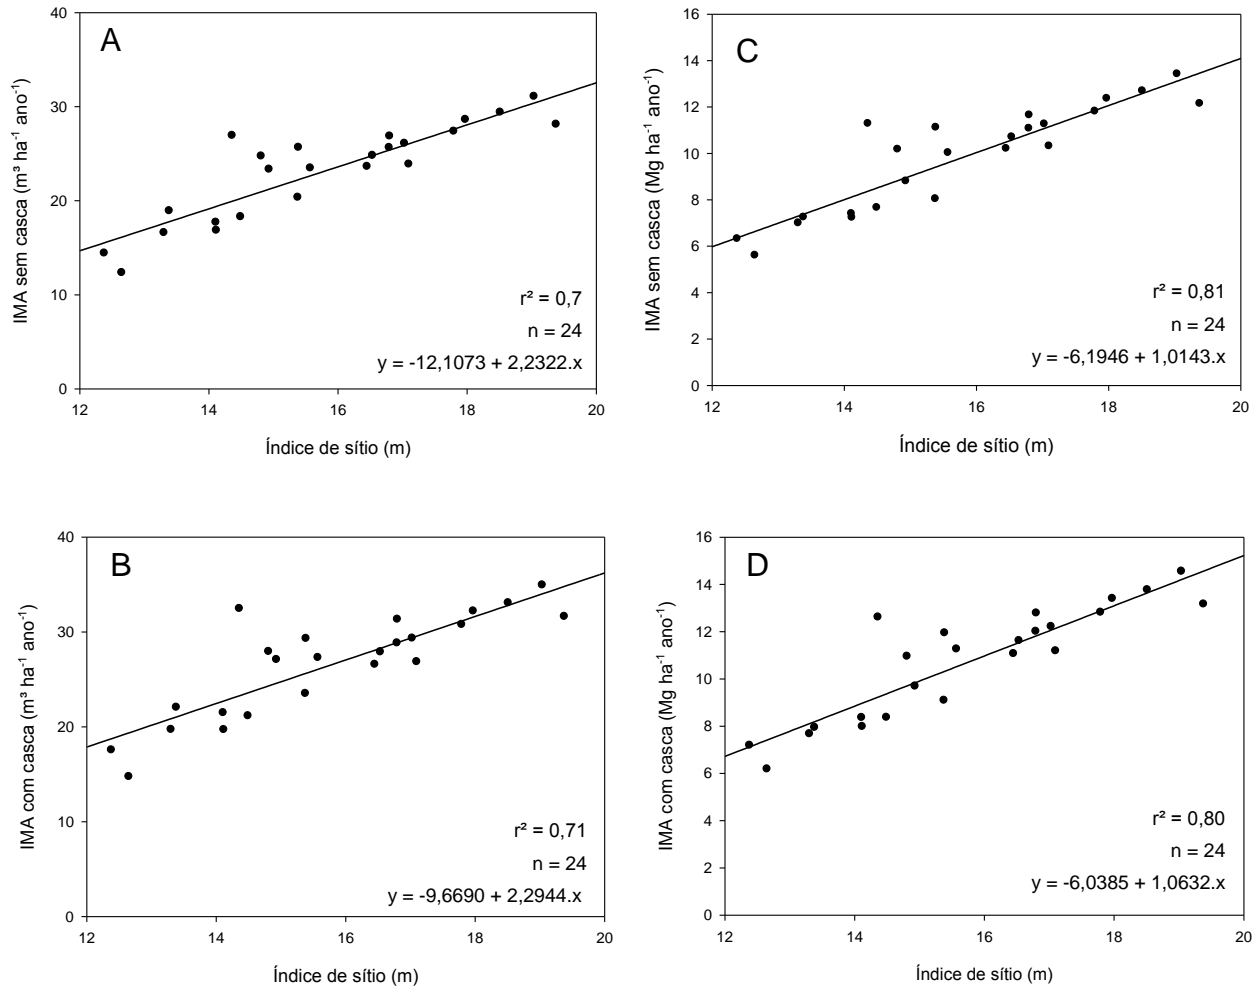 A
IMA sem casca (m³ ha⁻¹ ano⁻¹)
40
30
20
10
0
r² = 0,7
n = 24
y = -12,1073 + 2,2322.x
12 14 16 18 20
Índice de sítio (m)
C
IMA sem casca (Mg ha⁻¹ ano⁻¹)
16
14
12
10
8
6
4
2
0
r² = 0,81
n = 24
y = -6,1946 + 1,0143.x
12 14 16 18 20
Índice de sítio (m)
B
IMA com casca (m³ ha⁻¹ ano⁻¹)
40
30
20
10
0
r² = 0,71
n = 24
y = -9,6690 + 2,2944.x
12 14 16 18 20
Índice de sítio (m)
D
IMA com casca (Mg ha⁻¹ ano⁻¹)
16
14
12
10
8
6
4
2
0
r² = 0,80
n = 24
y = -6,0385 + 1,0632.x
12 14 16 18 20
Índice de sítio (m)